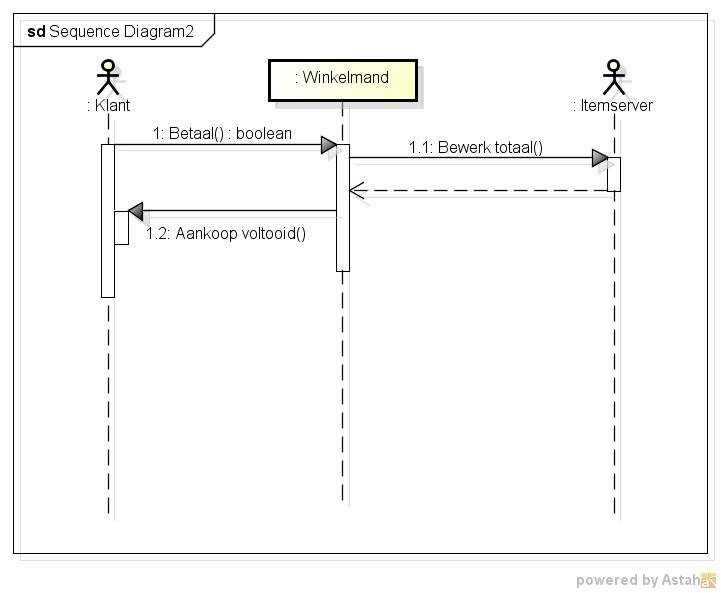 sd Sequence Diagram2
: Klant
: Winkelmand
: Itemserver
1: Betaal() : boolean
1.1: Bewerk totaal()
1.2: Aankoop voltooid()
powered by Astah